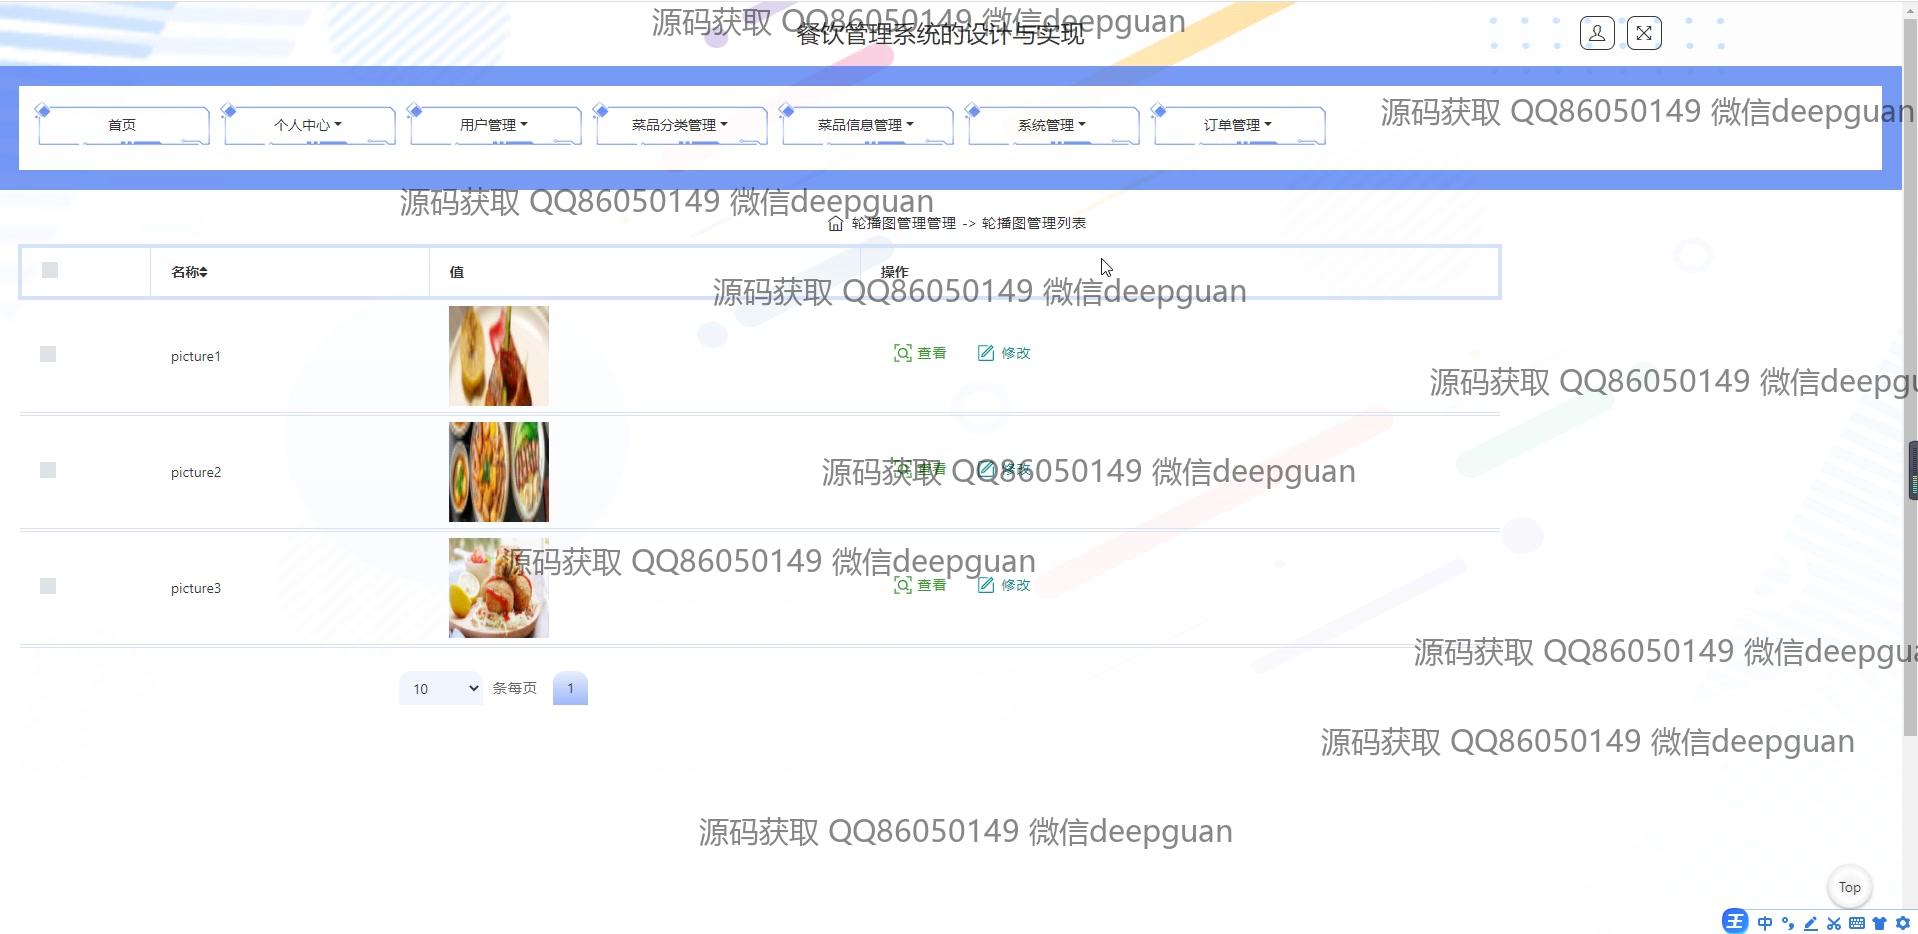 源码获取 QQ86050149 微信deepguan
餐饮管理系统的设计与实现
首页 个人中心 用户管理 菜品分类管理 菜品信息管理 系统管理 订单管理
源码获取 QQ86050149 微信deepguan
源码获取 QQ86050149 微信deepguan
轮播图管理管理 -> 轮播图管理列表
名称 值 操作
源码获取 QQ86050149 微信deepguan
picture1 查看 修改
源码获取 QQ86050149 微信deepgu
picture2 查看 修改
源码获取 QQ86050149 微信deepguan
源码获取 QQ86050149 微信deepguan
picture3 查看 修改
源码获取 QQ86050149 微信deepgua
10 条每页 1
源码获取 QQ86050149 微信deepguan
源码获取 QQ86050149 微信deepguan
Top
王 中